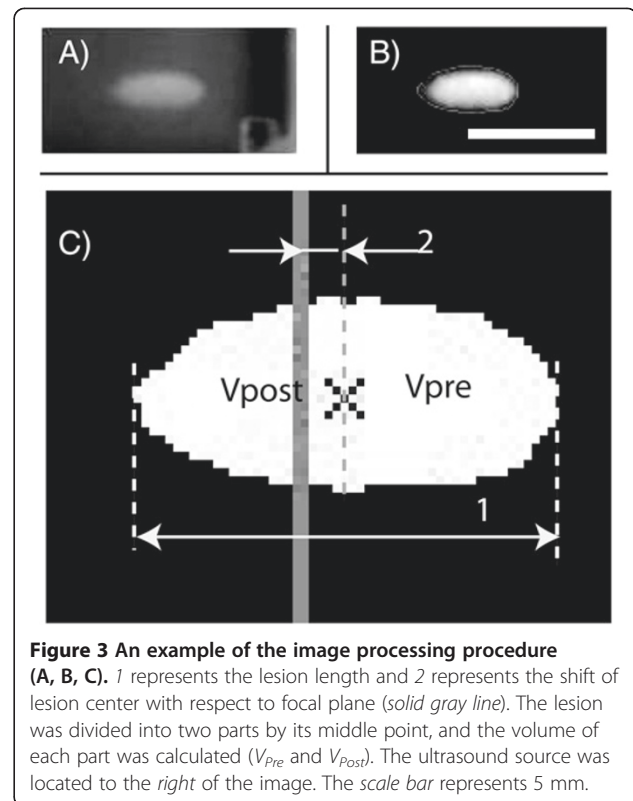 A)
B)
C)
2
Vpost
Vpre
1
Figure 3 An example of the image processing procedure
(A, B, C). 1 represents the lesion length and 2 represents the shift of
lesion center with respect to focal plane (solid gray line). The lesion
was divided into two parts by its middle point, and the volume of
each part was calculated (VPre and VPost). The ultrasound source was
located to the right of the image. The scale bar represents 5 mm.